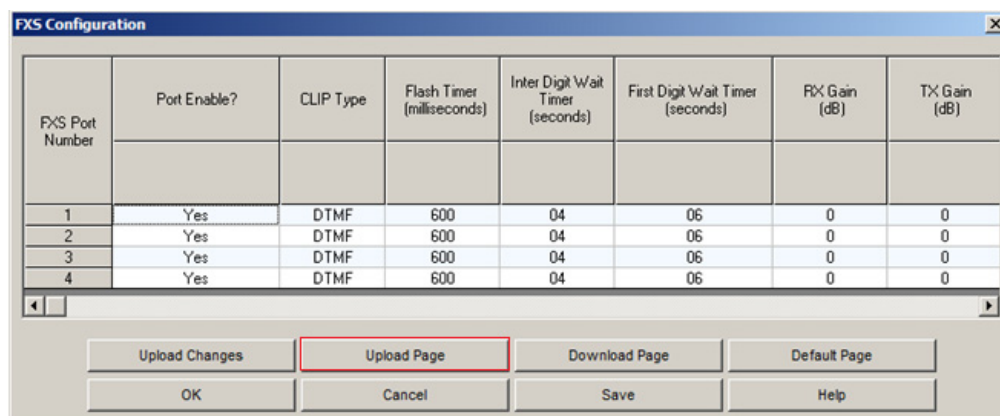 FXS Configuration
FXS Port Number Port Enable? CLIP Type Flash Timer (milliseconds) Inter Digit Wait Timer (seconds) First Digit Wait Timer (seconds) RX Gain (dB) TX Gain (dB)
1 Yes DTMF 600 04 06 0 0
2 Yes DTMF 600 04 06 0 0
3 Yes DTMF 600 04 06 0 0
4 Yes DTMF 600 04 06 0 0
Upload Changes Upload Page Download Page Default Page
OK Cancel Save Help